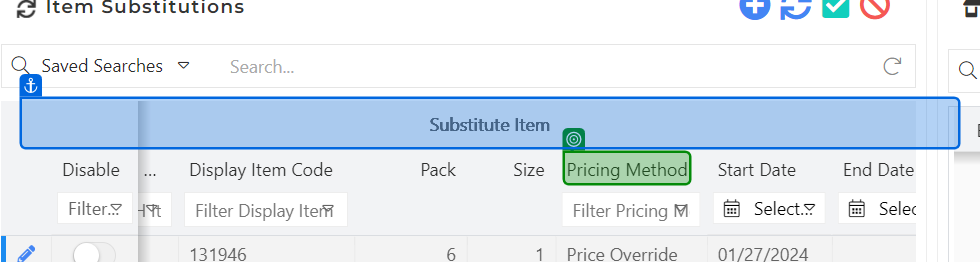 Item Substitutions
Saved Searches Search...
Substitute Item
Disable ... Display Item Code Pack Size Pricing Method Start Date End Date
Filter... Filter Display Item Filter Pricing M Select... Selec
131946 6 1 Price Override 01/27/2024